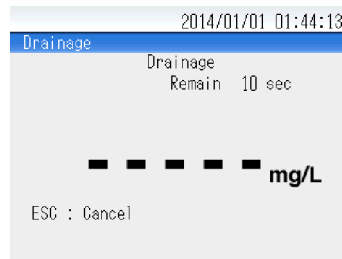 2014/01/01 01:44:13
Drainage
Drainage
Remain 10 sec
----- mg/L
ESC : Cancel